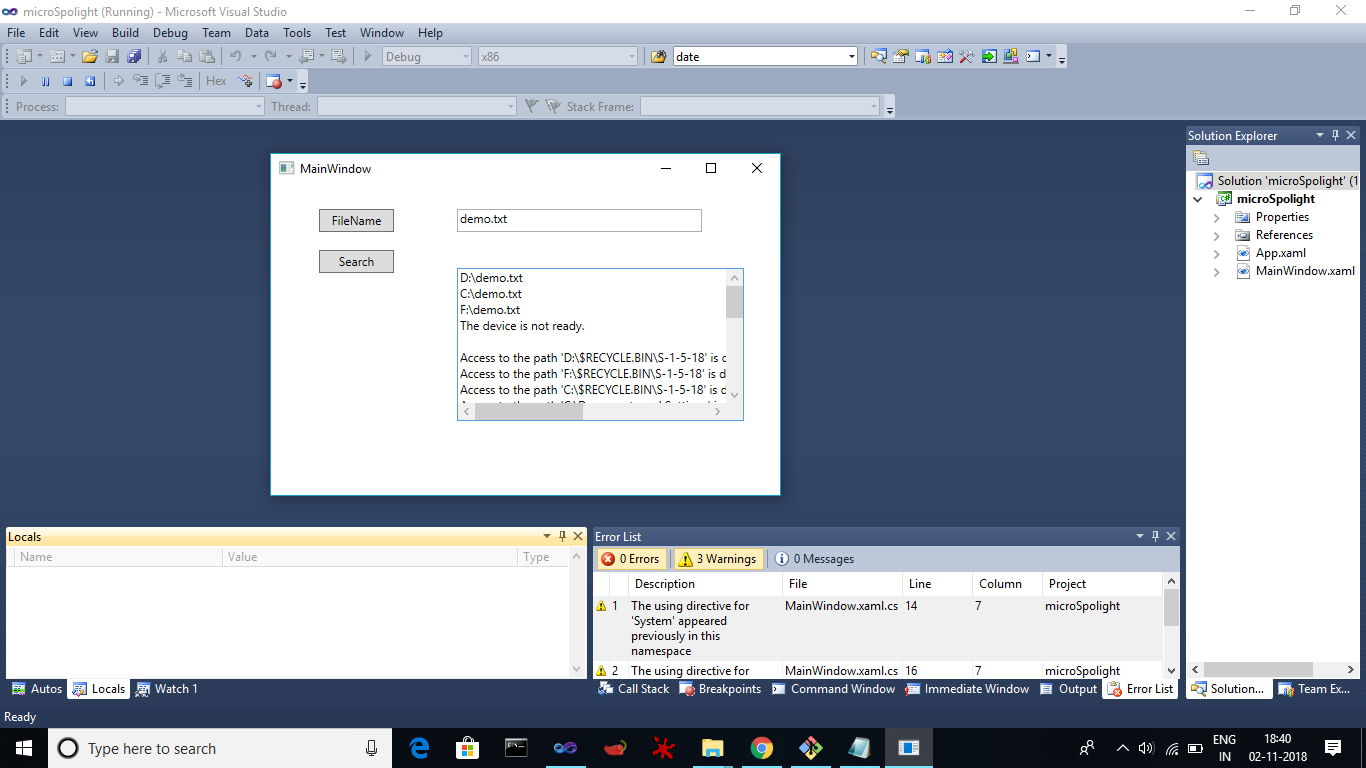 microSpolight (Running) - Microsoft Visual Studio
File Edit View Build Debug Team Data Tools Test Window Help
Debug x86 date
Hex
Process: Thread: Stack Frame:
MainWindow
FileName demo.txt
Search
D:\demo.txt
C:\demo.txt
F:\demo.txt
The device is not ready.
Access to the path 'D:\$RECYCLE.BIN\S-1-5-18' is d
Access to the path 'F:\$RECYCLE.BIN\S-1-5-18' is d
Access to the path 'C:\$RECYCLE.BIN\S-1-5-18' is d
Solution Explorer
Solution 'microSpolight' (1
microSpolight
Properties
References
App.xaml
MainWindow.xaml
Locals
Name Value Type
Autos Locals Watch 1
Error List
0 Errors 3 Warnings 0 Messages
Description File Line Column Project
1 The using directive for MainWindow.xaml.cs 14 7 microSpolight
'System' appeared
previously in this
namespace
2 The using directive for MainWindow.xaml.cs 16 7 microSpolight
Call Stack Breakpoints Command Window Immediate Window Output Error List
Solution... Team Ex...
Ready
Type here to search
ENG 18:40
IN 02-11-2018